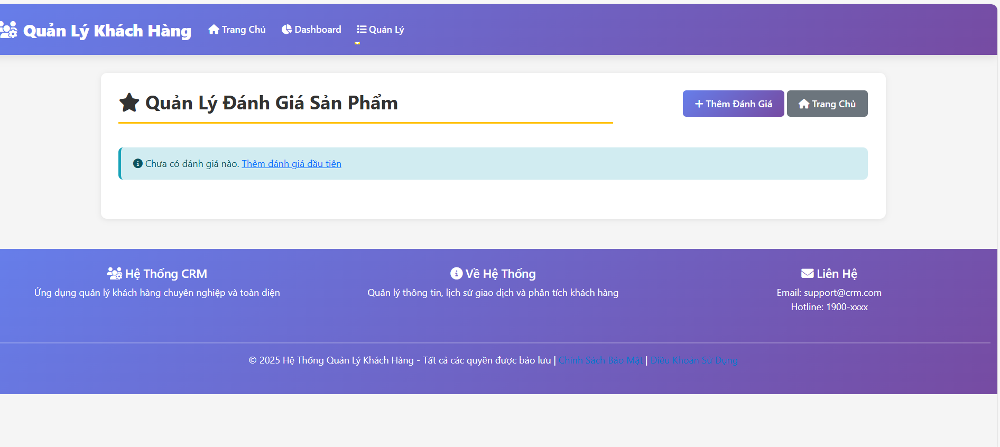 Quản Lý Khách Hàng Trang Chủ Dashboard Quản Lý
Quản Lý Đánh Giá Sản Phẩm
Thêm Đánh Giá Trang Chủ
Chưa có đánh giá nào. Thêm đánh giá đầu tiên
Hệ Thống CRM
Ứng dụng quản lý khách hàng chuyên nghiệp và toàn diện
Về Hệ Thống
Quản lý thông tin, lịch sử giao dịch và phân tích khách hàng
Liên Hệ
Email: support@crm.com
Hotline: 1900-xxxx
© 2025 Hệ Thống Quản Lý Khách Hàng - Tất cả các quyền được bảo lưu | Chính Sách Bảo Mật | Điều Khoản Sử Dụng